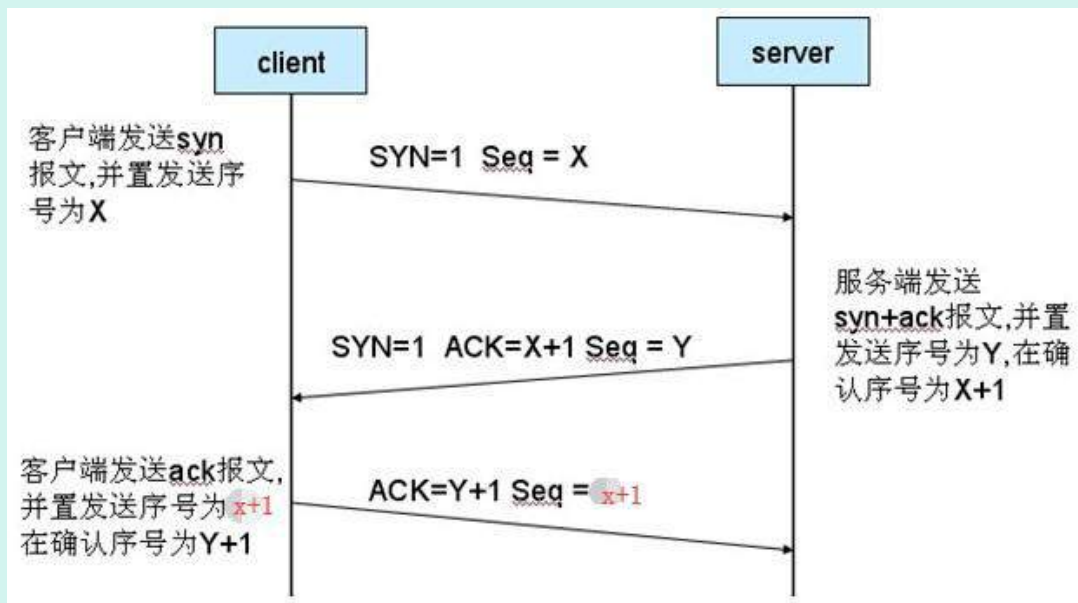 client
server
客户端发送syn
报文,并置发送序
号为X
SYN=1 Seq = X
服务端发送
syn+ack报文,并置
发送序号为Y,在确
认序号为X+1
SYN=1 ACK=X+1 Seq = Y
客户端发送ack报文,
并置发送序号为x+1
在确认序号为Y+1
ACK=Y+1 Seq = x+1